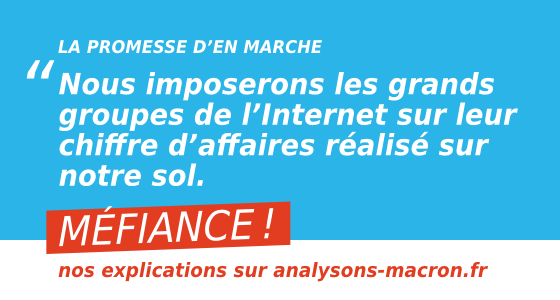 LA PROMESSE D’EN MARCHE
“ Nous imposerons les grands
groupes de l’Internet sur leur
chiffre d’affaires réalisé sur
notre sol.
MÉFIANCE !
nos explications sur analysons-macron.fr